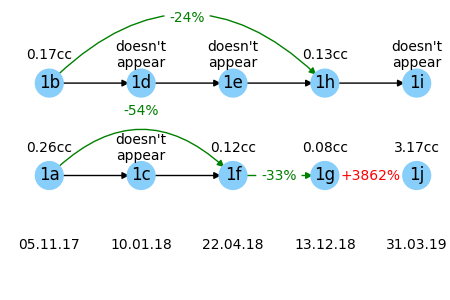 -24%
0.17cc doesn't appear doesn't appear 0.13cc doesn't appear
1b 1d 1e 1h 1i
-54%
0.26cc doesn't appear 0.12cc 0.08cc 3.17cc
1a 1c 1f -33% 1g +3862% 1j
05.11.17 10.01.18 22.04.18 13.12.18 31.03.19